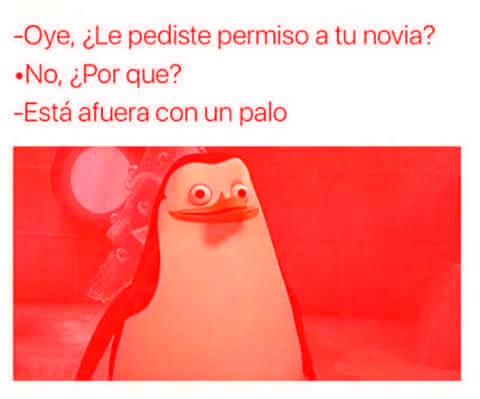 -Oye, ¿Le pediste permiso a tu novia?
•No, ¿Por que?
-Está afuera con un palo